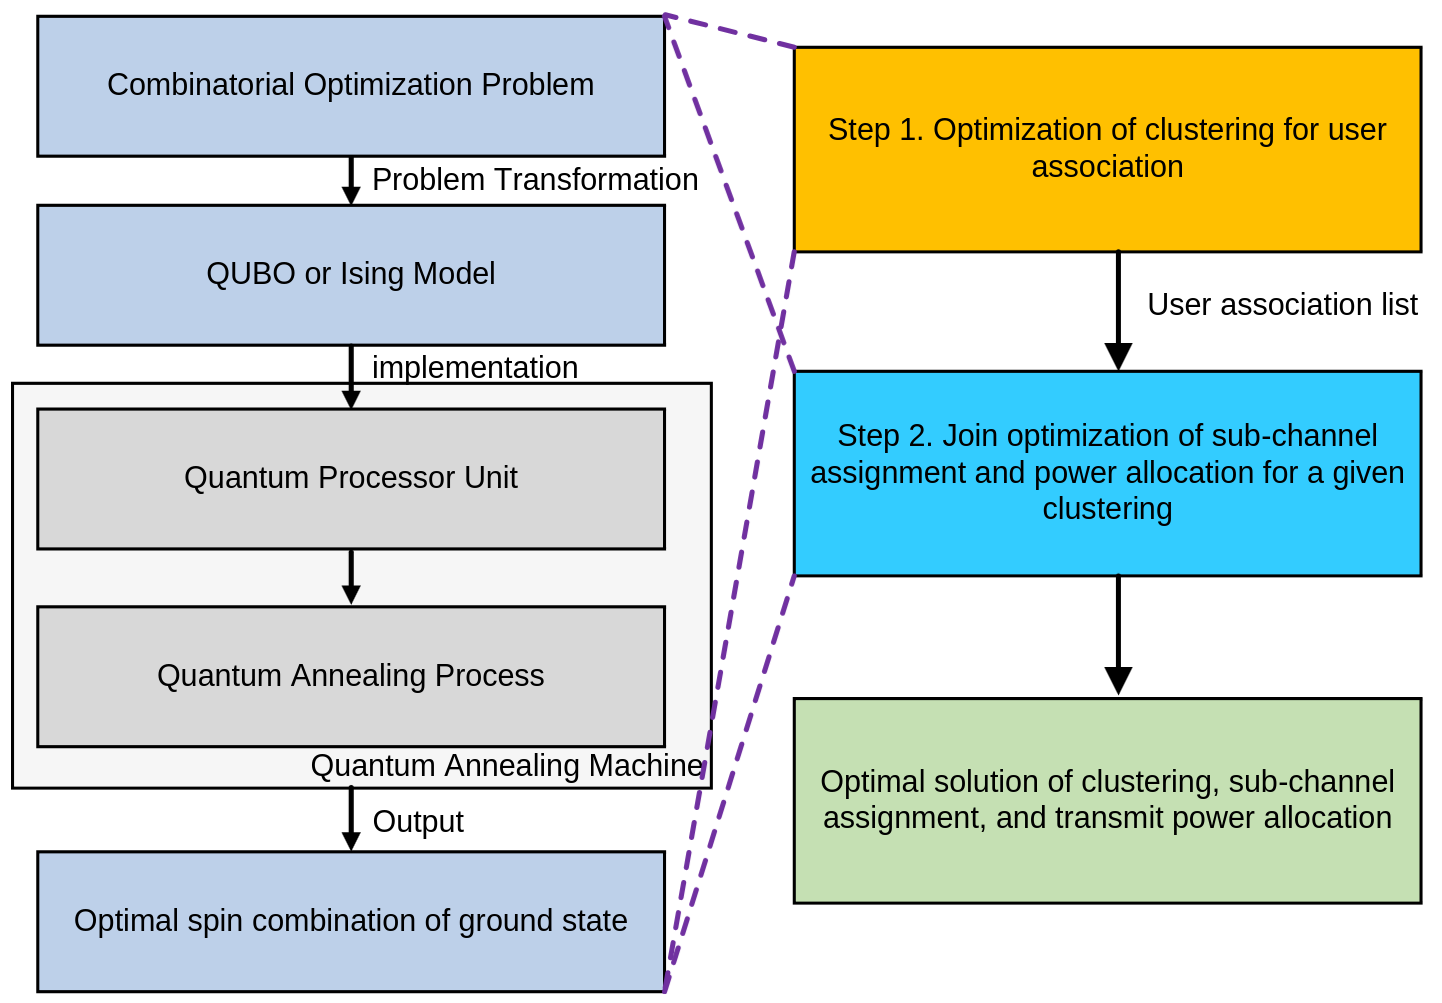 Combinatorial Optimization Problem
Problem Transformation
QUBO or Ising Model
implementation
Quantum Processor Unit
Quantum Annealing Process
Quantum Annealing Machine
Output
Optimal spin combination of ground state
Step 1. Optimization of clustering for user
association
User association list
Step 2. Join optimization of sub-channel
assignment and power allocation for a given
clustering
Optimal solution of clustering, sub-channel
assignment, and transmit power allocation